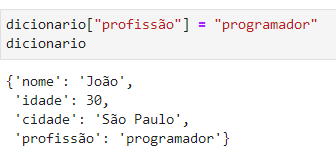 dicionario["profissão"] = "programador"
dicionario
{'nome': 'João',
 'idade': 30,
 'cidade': 'São Paulo',
 'profissão': 'programador'}